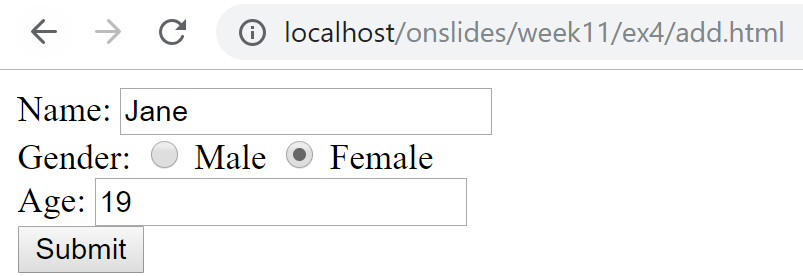 localhost/onslides/week11/ex4/add.html
Name: Jane
Gender: Male Female
Age: 19
Submit